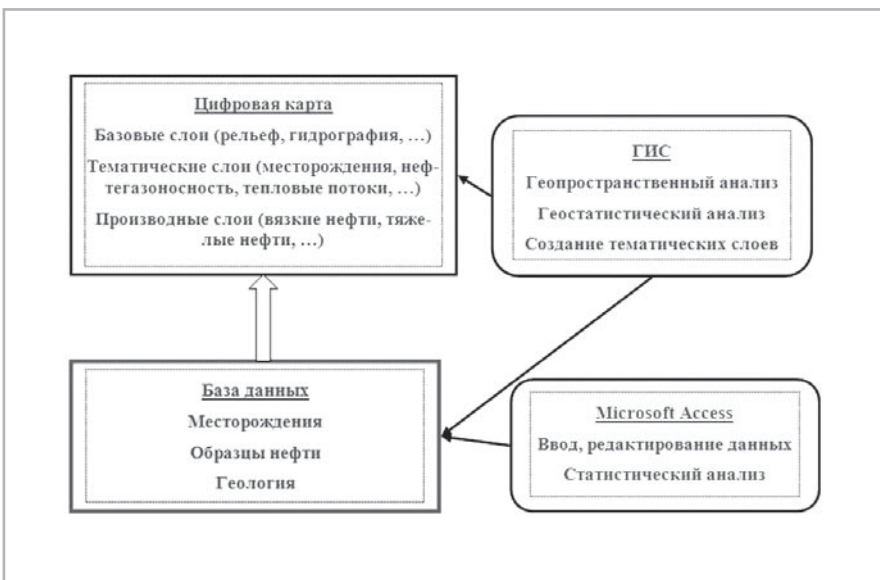 Цифровая карта
Базовые слои (рельеф, гидрография, …)
Тематические слои (месторождения, неф-
тегазоносность, тепловые потоки, …)
Производные слои (вязкие нефти, тяже-
лые нефти, …)
ГИС
Геопространственный анализ
Геостатистический анализ
Создание тематических слоев
База данных
Месторождения
Образцы нефти
Геология
Microsoft Access
Ввод, редактирование данных
Статистический анализ